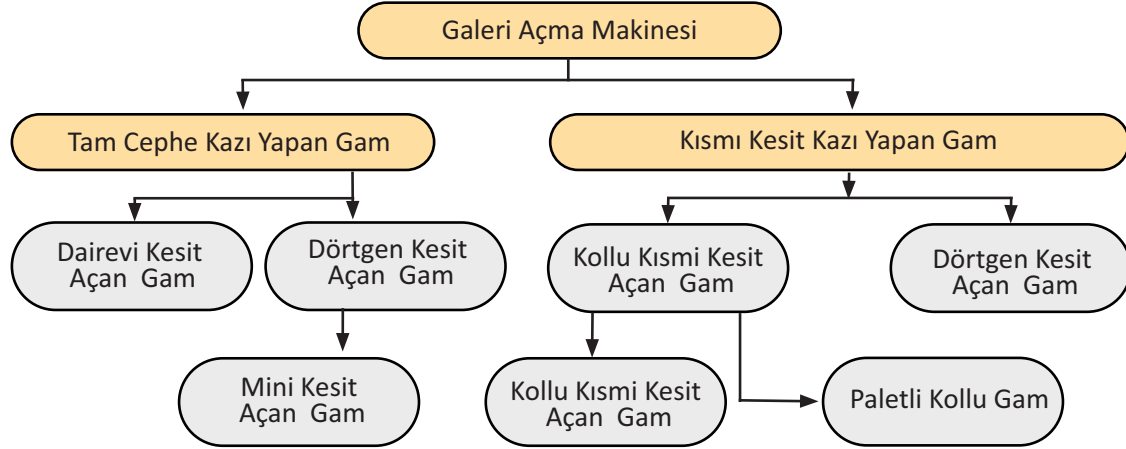 Galeri Açma Makinesi
Tam Cephe Kazı Yapan Gam
Kısmı Kesit Kazı Yapan Gam
Dairevi Kesit
Açan Gam
Dörtgen Kesit
Açan Gam
Kollu Kısmi Kesit
Açan Gam
Dörtgen Kesit
Açan Gam
Mini Kesit
Açan Gam
Kollu Kısmi Kesit
Açan Gam
Paletli Kollu Gam